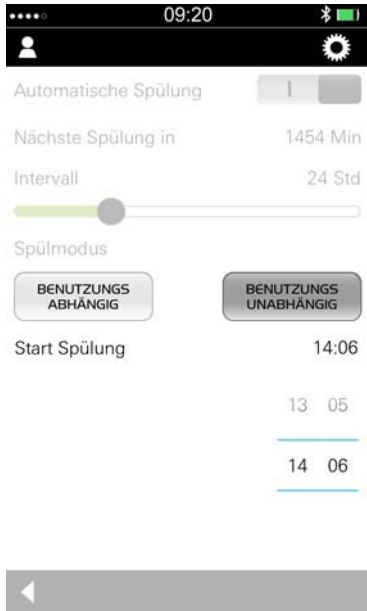 09:20
Automatische Spülung
Nächste Spülung in 1454 Min
Intervall 24 Std
Spülmodus
BENUTZUNGS
ABHÄNGIG
BENUTZUNGS
UNABHÄNGIG
Start Spülung 14:06
13 05
14 06